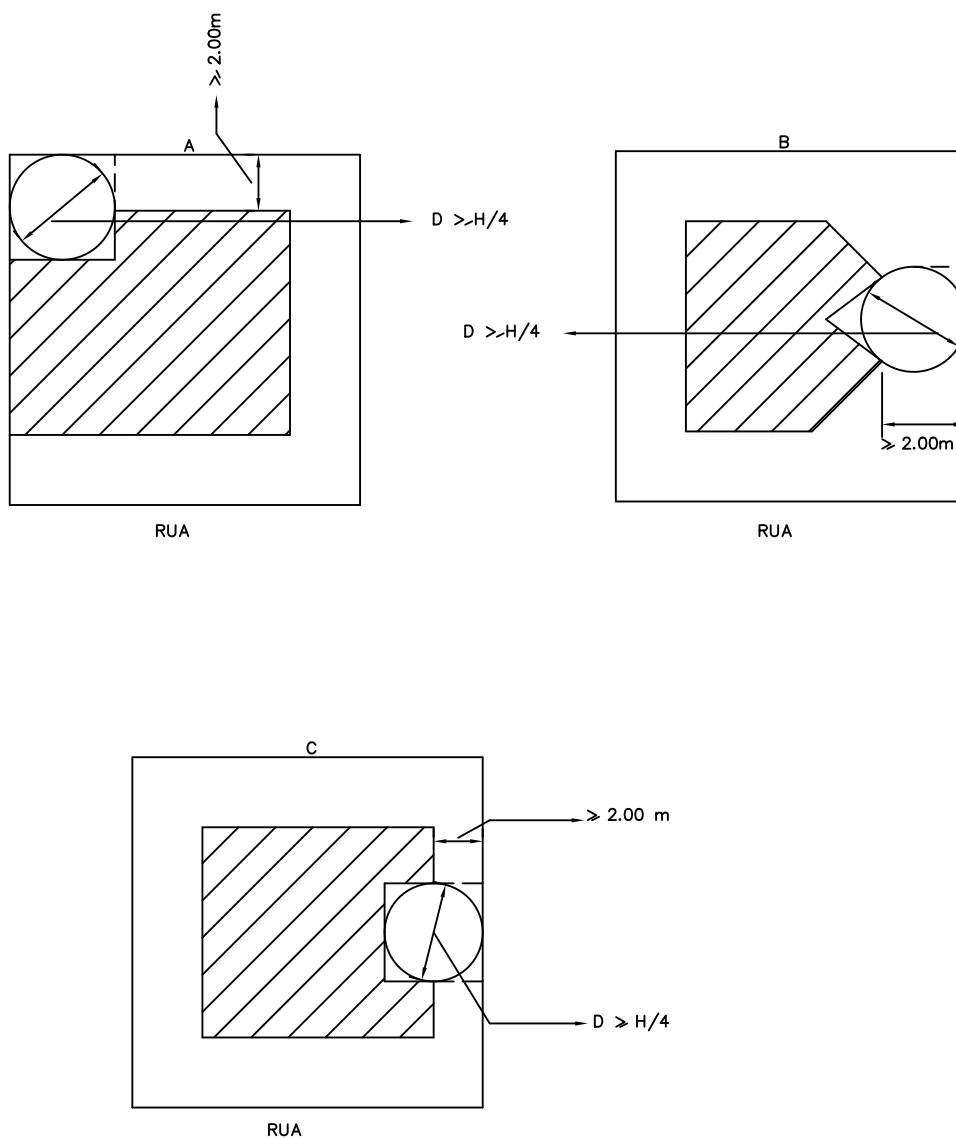 ≥ 2.00m
A
D ≥ H/4
RUA
B
D ≥ H/4
≥ 2.00m
RUA
C
≥ 2.00 m
D ≥ H/4
RUA